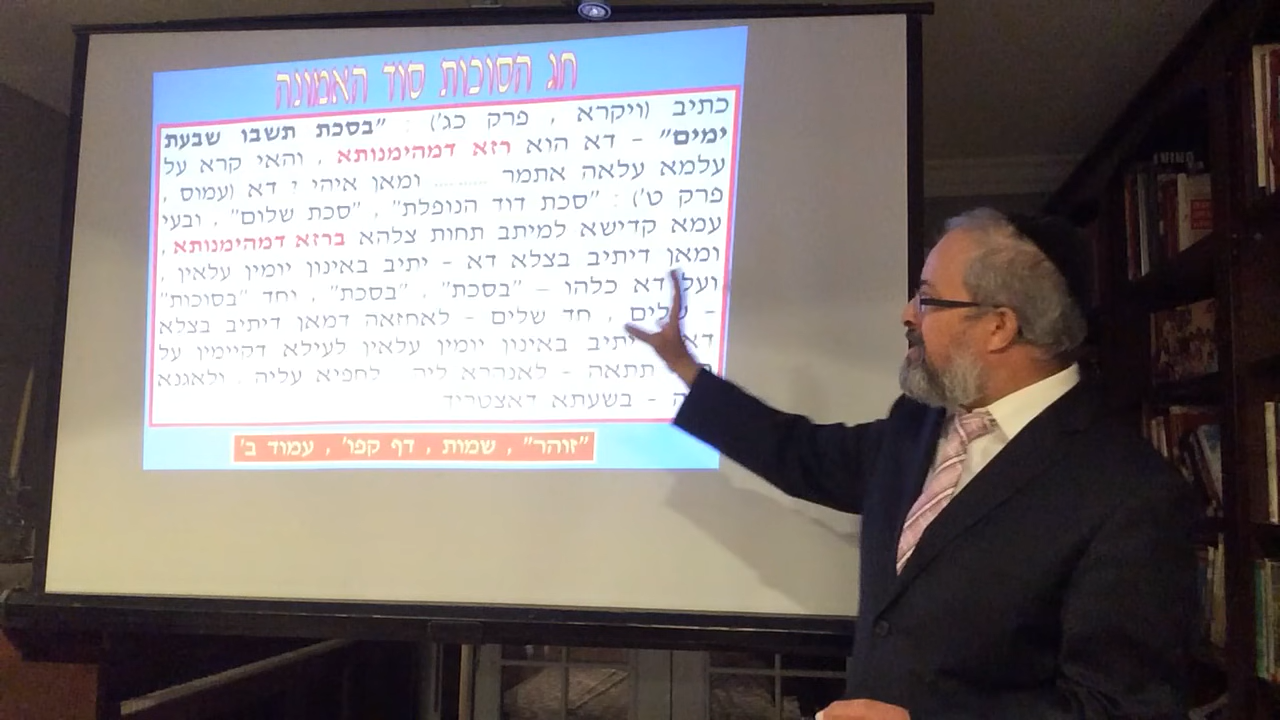 חג הסוכות סוד האמונה
כתיב (ויקרא , פרק כג') : "בסכת תשבו שבעת
ימים" - דא הוא רזא דמהימנותא , והאי קרא על
עלמא עלאה אתמר ......... ומאן איהי ? דא (עמוס ,
פרק ט') : "סכת דוד הנופלת" , "סכת שלום" , ובעי
עמא קדישא למיתב תחות צלהא ברזא דמהימנותא ,
ומאן דיתיב בצלא דא - יתיב באינון יומין עלאין ,
ועל דא כלהו - "בסכת" , "בסכת" , וחד "בסוכות"
- שלים , חד שלים - לאחזאה דמאן דיתיב בצלא
יתיב באינון יומין עלאין לעילא דקיימין על
תתאה - לאנהרא ליה לחפיא עליה , ולאגנא
- בשעתא דאצטריך
"זוהר" , שמות , דף קפו' , עמוד ב'